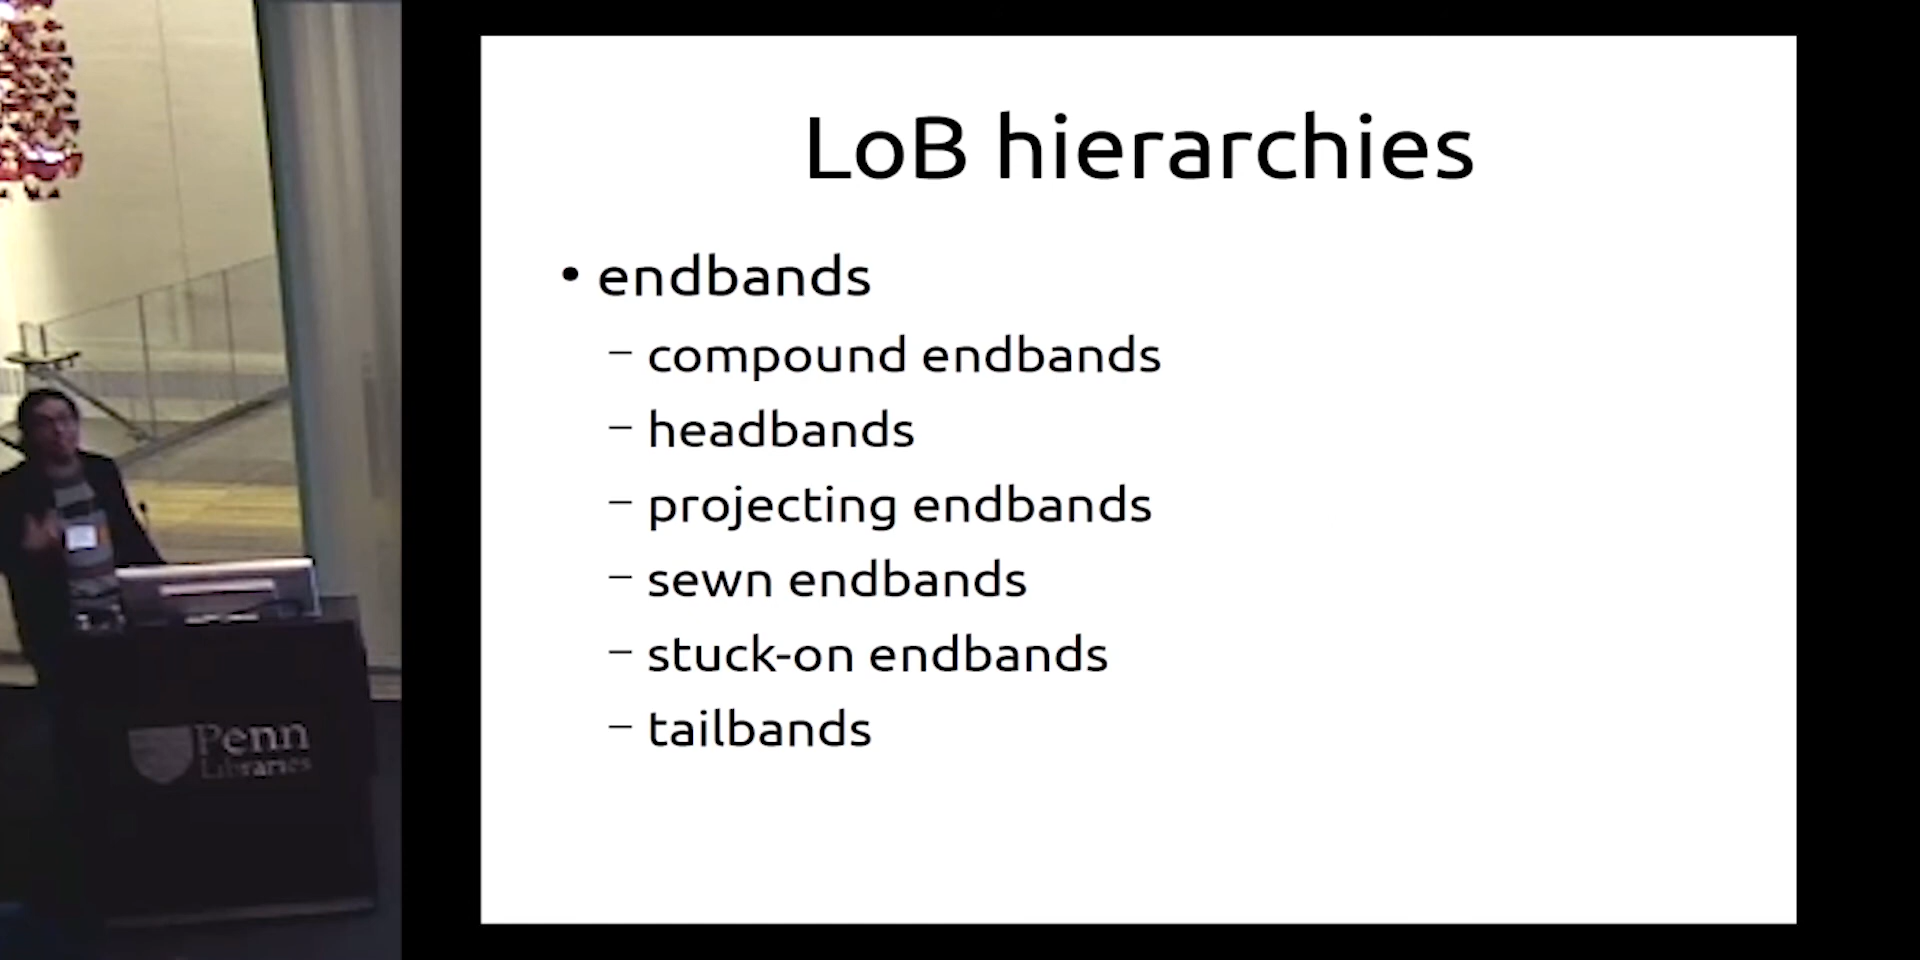 LoB hierarchies
• endbands
– compound endbands
– headbands
– projecting endbands
– sewn endbands
– stuck-on endbands
– tailbands
Penn
Libraries